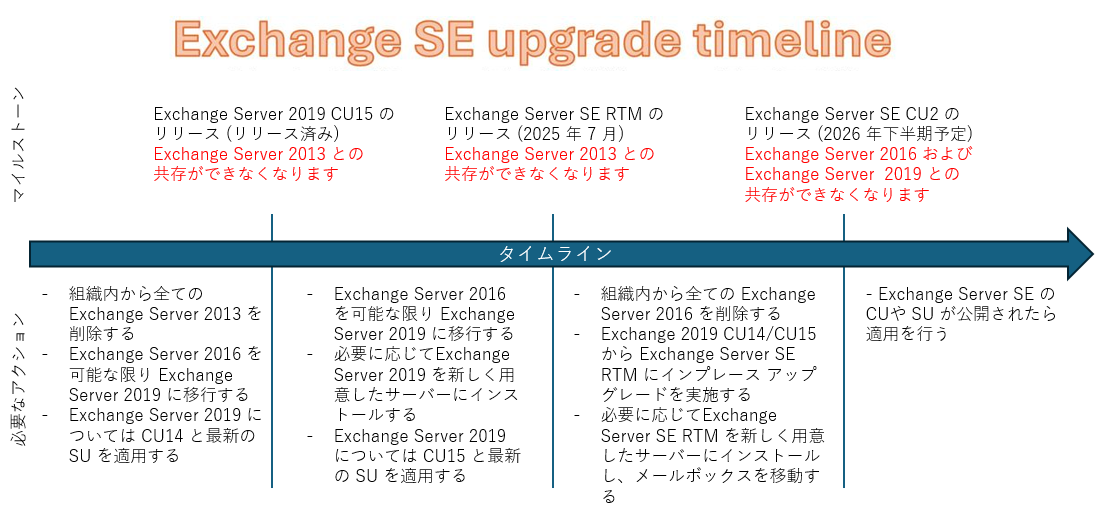 Exchange SE upgrade timeline
マイルストーン
Exchange Server 2019 CU15 の
リリース (リリース済み)
Exchange Server 2013 との
共存ができなくなります
Exchange Server SE RTM の
リリース (2025 年 7 月)
Exchange Server 2013 との
共存ができなくなります
Exchange Server SE CU2 の
リリース (2026 年下半期予定)
Exchange Server 2016 および
Exchange Server 2019 との
共存ができなくなります
タイムライン
必要なアクション
- 組織内から全ての
Exchange Server 2013 を
削除する
- Exchange Server 2016 を
可能な限り Exchange
Server 2019 に移行する
- Exchange Server 2019 に
ついては CU14 と最新の
SU を適用する
- Exchange Server 2016
を可能な限り Exchange
Server 2019 に移行する
- 必要に応じてExchange
Server 2019 を新しく用
意したサーバーにインス
トールする
- Exchange Server 2019
については CU15 と最新
の SU を適用する
- 組織内から全ての Exchange
Server 2016 を削除する
- Exchange 2019 CU14/CU15
から Exchange Server SE
RTM にインプレース アップ
グレードを実施する
- 必要に応じてExchange
Server SE RTM を新しく用意
したサーバーにインストール
し、メールボックスを移動す
る
- Exchange Server SE の
CUや SU が公開されたら
適用を行う